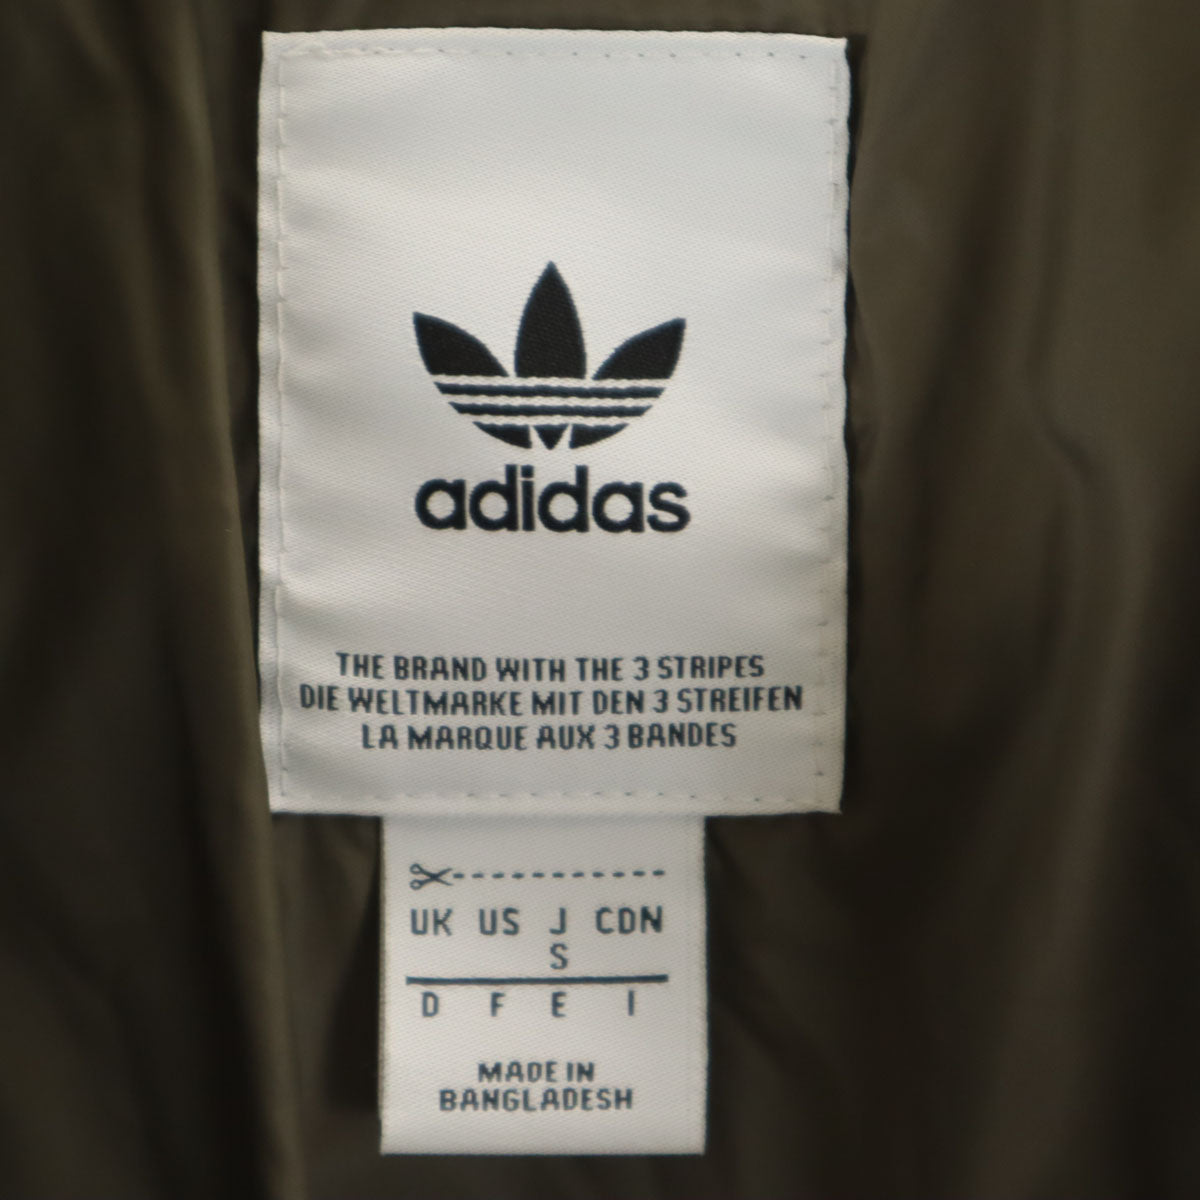 adidas
THE BRAND WITH THE 3 STRIPES
DIE WELTMARKE MIT DEN 3 STREIFEN
LA MARQUE AUX 3 BANDES
UK US J CDN
S
D F E I
MADE IN
BANGLADESH